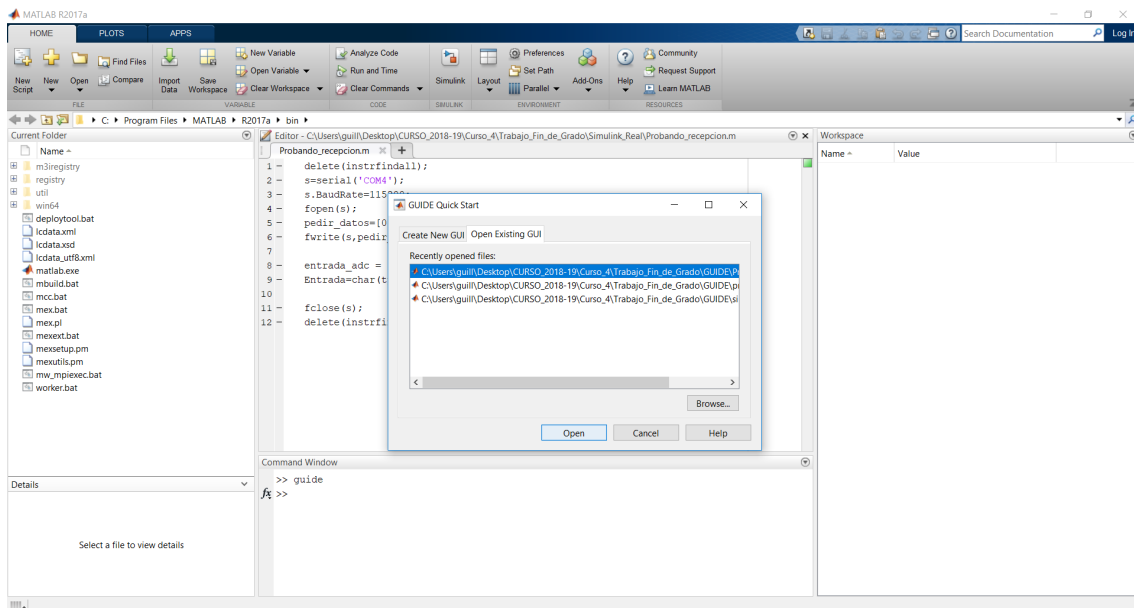 MATLAB R2017a
HOME PLOTS APPS
Search Documentation Log In
New Script
New
Open
Find Files
Compare
Import Data
Save Workspace
New Variable
Open Variable
Clear Workspace
Analyze Code
Run and Time
Clear Commands
Simulink
Layout
Preferences
Set Path
Parallel
Add-Ons
Help
Community
Request Support
Learn MATLAB
FILE VARIABLE CODE SIMULINK ENVIRONMENT RESOURCES
C: Program Files MATLAB R2017a bin
Current Folder
Name
m3iregistry
registry
util
win64
deploytool.bat
lcdata.xml
lcdata.xsd
lcdata_utf8.xml
matlab.exe
mbuild.bat
mcc.bat
mex.bat
mex.pl
mexext.bat
mexsetup.pm
mexutils.pm
mw_mpiexec.bat
worker.bat
Details
Select a file to view details
Editor - C:\Users\guill\Desktop\CURSO_2018-19\Curso_4\Trabajo_Fin_de_Grado\Simulink_Real\Probando_recepcion.m
Probando_recepcion.m
1 - delete(instrfindall);
2 - s=serial('COM4');
3 - s.BaudRate=115200;
4 - fopen(s);
5 - pedir_datos=[0
6 - fwrite(s,pedir
7
8 - entrada_adc =
9 - Entrada=char(t
10
11 - fclose(s);
12 - delete(instrfi
GUIDE Quick Start
Create New GUI Open Existing GUI
Recently opened files:
C:\Users\guill\Desktop\CURSO_2018-19\Curso_4\Trabajo_Fin_de_Grado\GUIDE\P
C:\Users\guill\Desktop\CURSO_2018-19\Curso_4\Trabajo_Fin_de_Grado\GUIDE\p
C:\Users\guill\Desktop\CURSO_2018-19\Curso_4\Trabajo_Fin_de_Grado\GUIDE\si
Browse...
Open Cancel Help
Command Window
>> guide
fx >>
Workspace
Name Value